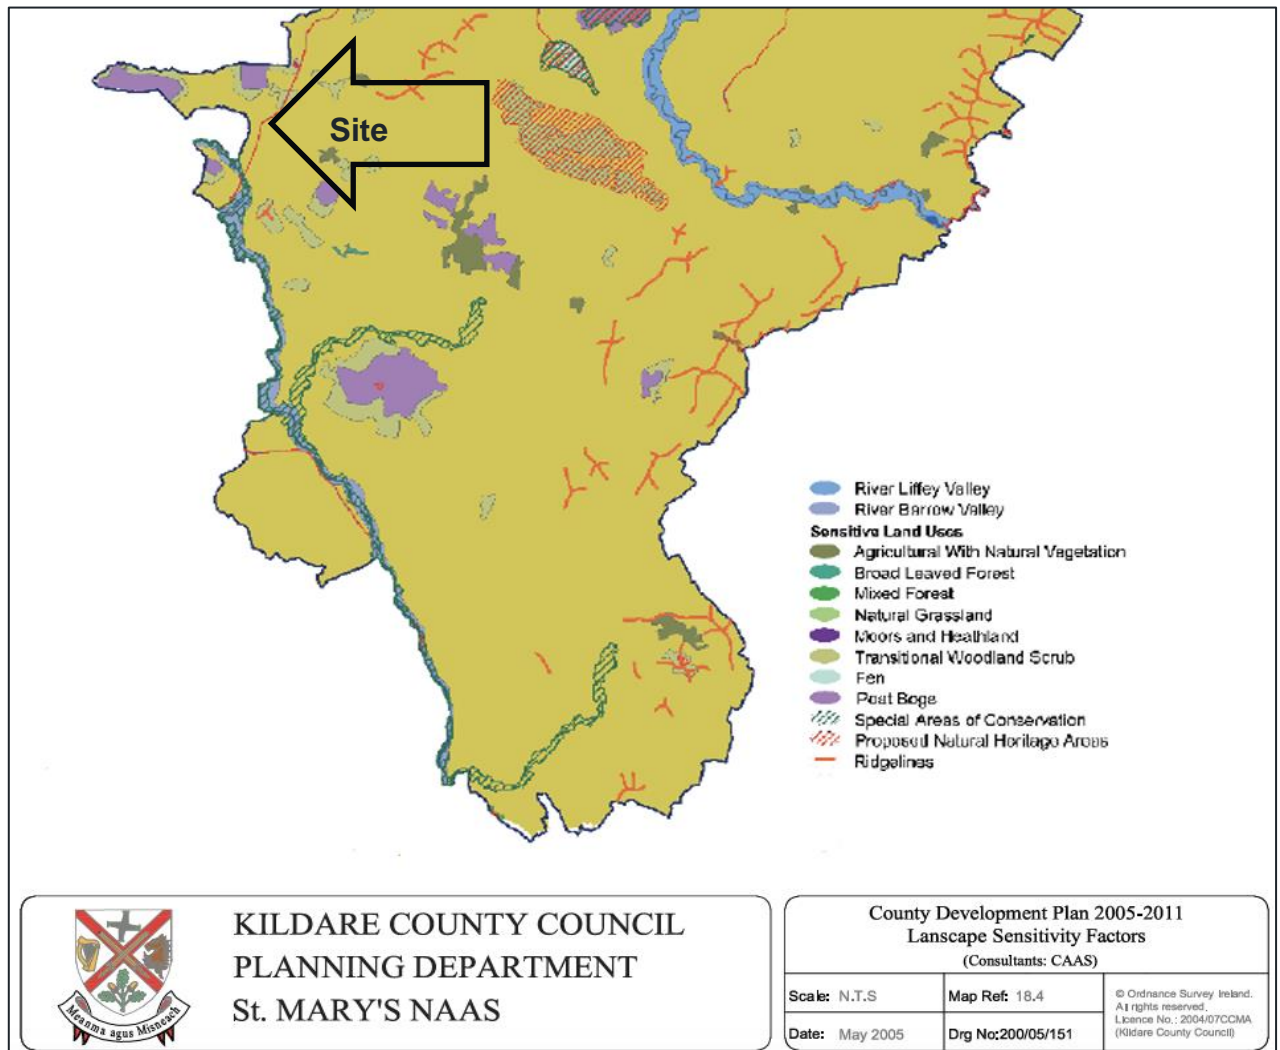 Site
River Liffey Valley
River Barrow Valley
Sensitive Land Uses
Agricultural With Natural Vegetation
Broad Leaved Forest
Mixed Forest
Natural Grassland
Moors and Heathland
Transitional Woodland Scrub
Fen
Peat Bogs
Special Areas of Conservation
Proposed Natural Heritage Areas
Ridgelines
Meanma agus Misneach
KILDARE COUNTY COUNCIL
PLANNING DEPARTMENT
St. MARY'S NAAS
County Development Plan 2005-2011
Lanscape Sensitivity Factors
(Consultants: CAAS)
Scale: N.T.S
Map Ref: 18.4
Date: May 2005
Drg No:200/05/151
© Ordnance Survey Ireland.
All rights reserved.
Licence No.: 2004/07CCMA
(Kildare County Council)